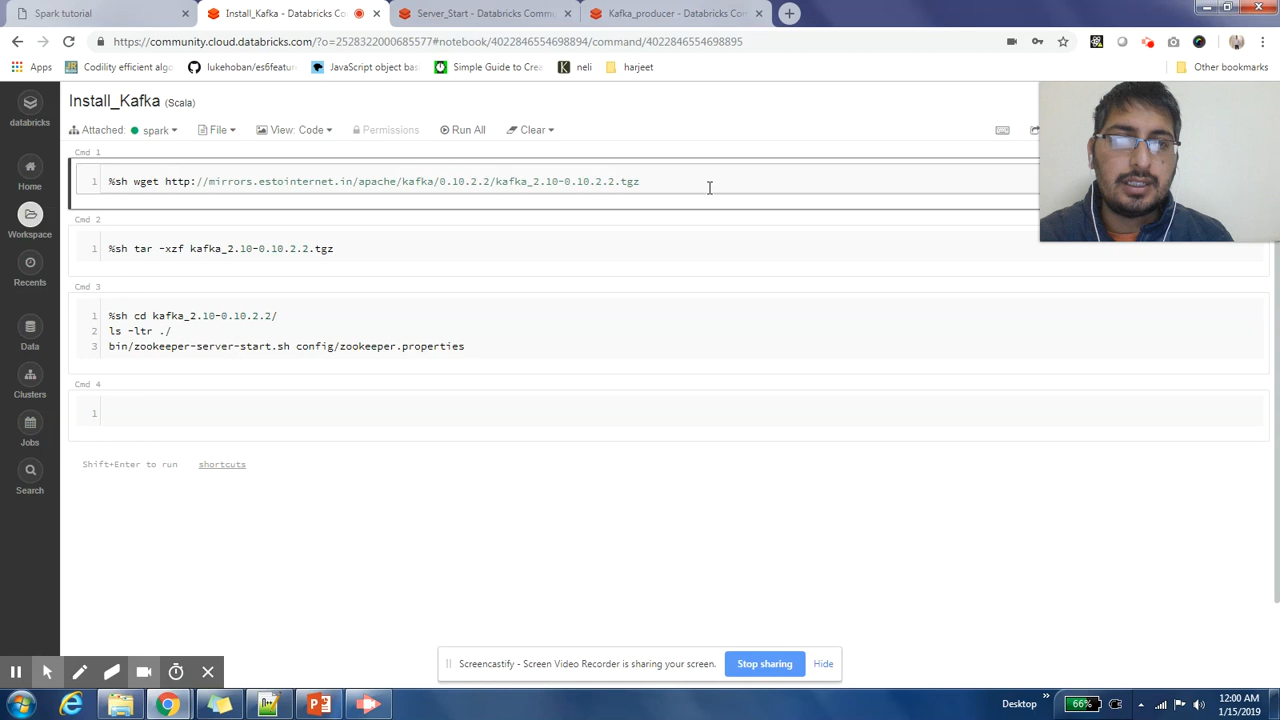 Spark tutorial
Install_Kafka - Databricks Co
Server_Start - Databricks Comm
Kafka_producer - Databricks Con
https://community.cloud.databricks.com/?o=2528322000685577#notebook/4022846554698894/command/4022846554698895
Apps
Codility efficient algo
lukehoban/es6featur
JavaScript object bas
Simple Guide to Crea
neli
harjeet
Other bookmarks
databricks
Home
Workspace
Recents
Data
Clusters
Jobs
Search
Install_Kafka (Scala)
Attached: spark
File
View: Code
Permissions
Run All
Clear
Cmd 1
1 %sh wget http://mirrors.estointernet.in/apache/kafka/0.10.2.2/kafka_2.10-0.10.2.2.tgz
Cmd 2
1 %sh tar -xzf kafka_2.10-0.10.2.2.tgz
Cmd 3
1 %sh cd kafka_2.10-0.10.2.2/
2 ls -ltr ./
3 bin/zookeeper-server-start.sh config/zookeeper.properties
Cmd 4
1
Shift+Enter to run shortcuts
Screencastify - Screen Video Recorder is sharing your screen.
Stop sharing
Hide
Desktop
66%
12:00 AM
1/15/2019